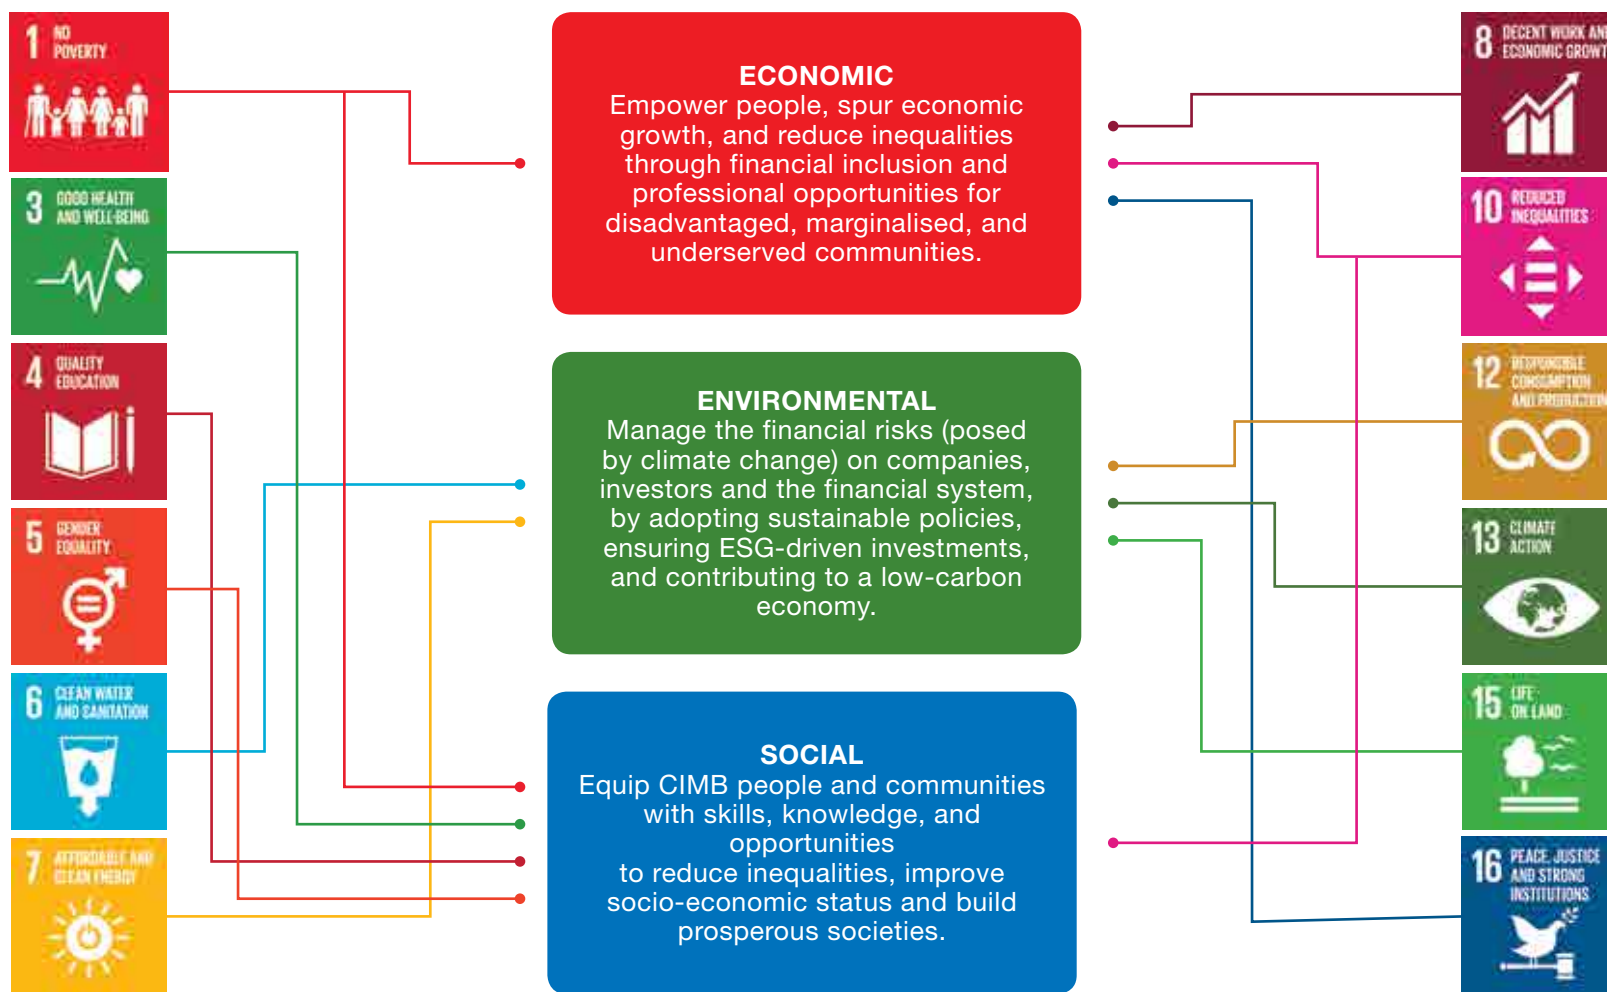 1 NO
POVERTY
3 GOOD HEALTH
AND WELL-BEING
4 QUALITY
EDUCATION
5 GENDER
EQUALITY
6 CLEAN WATER
AND SANITATION
7 AFFORDABLE AND
CLEAN ENERGY
ECONOMIC
Empower people, spur economic
growth, and reduce inequalities
through financial inclusion and
professional opportunities for
disadvantaged, marginalised, and
underserved communities.
ENVIRONMENTAL
Manage the financial risks (posed
by climate change) on companies,
investors and the financial system,
by adopting sustainable policies,
ensuring ESG-driven investments,
and contributing to a low-carbon
economy.
SOCIAL
Equip CIMB people and communities
with skills, knowledge, and
opportunities
to reduce inequalities, improve
socio-economic status and build
prosperous societies.
8 DECENT WORK AND
ECONOMIC GROWT
10 REDUCED
INEQUALITIES
12 RESPONSIBLE
CONSUMPTION
AND PRODUCTION
13 CLIMATE
ACTION
15 LIFE
ON LAND
16 PEACE, JUSTICE
AND STRONG
INSTITUTIONS